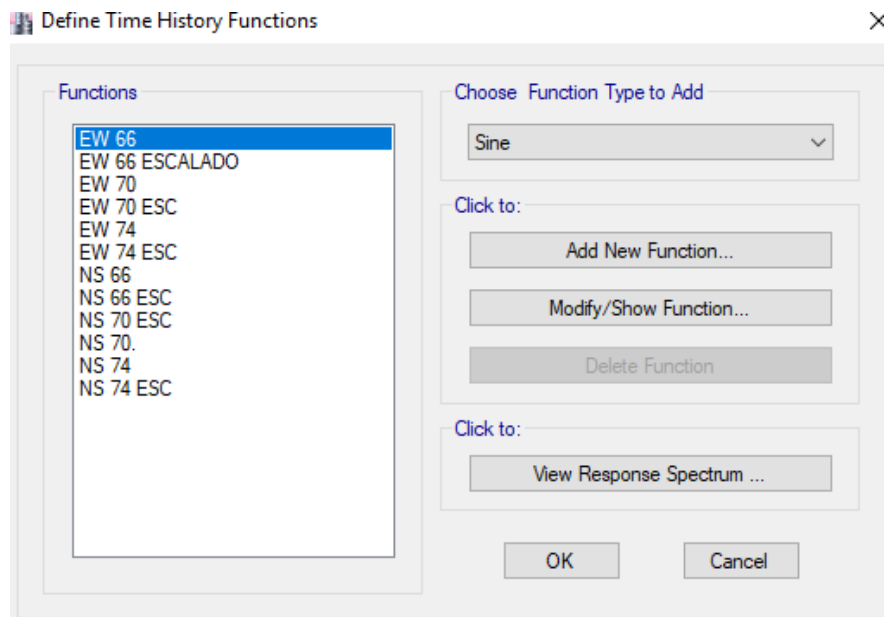 Define Time History Functions
Functions
EW 66
EW 66 ESCALADO
EW 70
EW 70 ESC
EW 74
EW 74 ESC
NS 66
NS 66 ESC
NS 70 ESC
NS 70.
NS 74
NS 74 ESC
Choose Function Type to Add
Sine
Click to:
Add New Function...
Modify/Show Function...
Delete Function
Click to:
View Response Spectrum ...
OK
Cancel